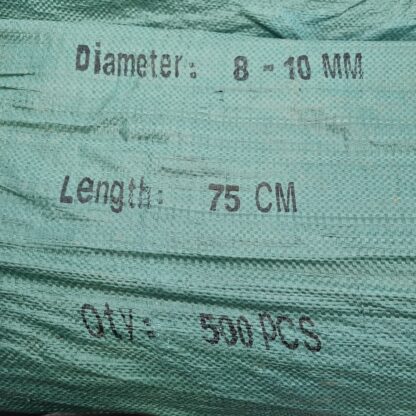 Diameter: 8 - 10 MM
Length: 75 CM
Qty: 500 PCS